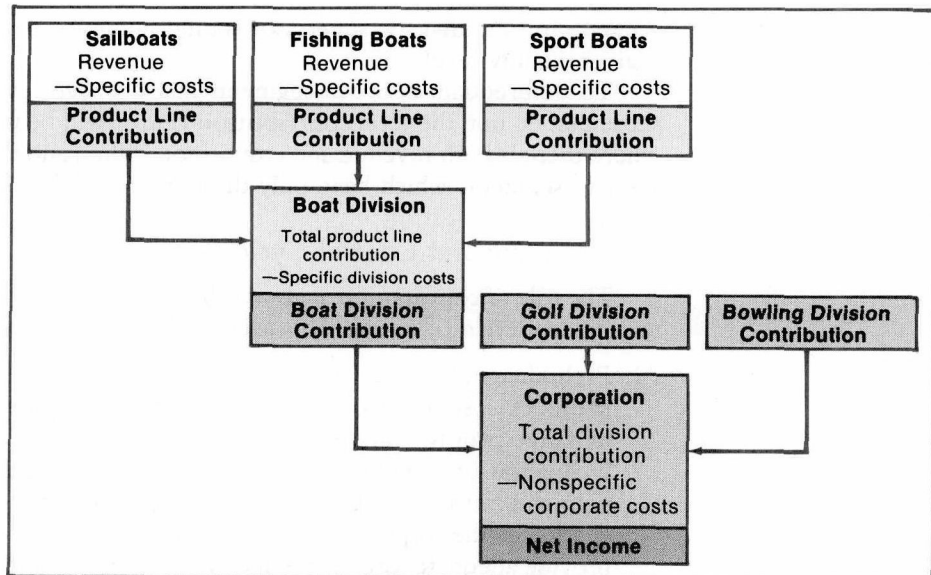 Sailboats
Revenue
—Specific costs
Product Line
Contribution
Fishing Boats
Revenue
—Specific costs
Product Line
Contribution
Sport Boats
Revenue
—Specific costs
Product Line
Contribution
Boat Division
Total product line
contribution
—Specific division costs
Boat Division
Contribution
Golf Division
Contribution
Bowling Division
Contribution
Corporation
Total division
contribution
—Nonspecific
corporate costs
Net Income